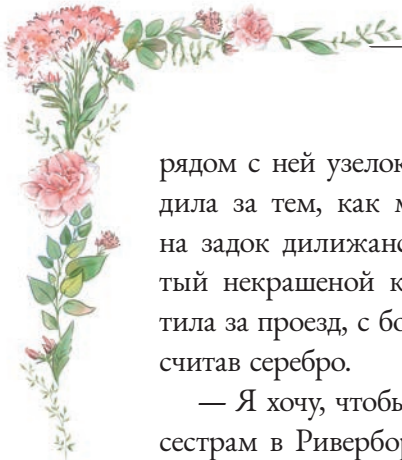 рядом с ней узелок
дила за тем, как м
на задок дилижанс
тый некрашеной к
тила за проезд, с бо
считав серебро.
— Я хочу, чтобы
сестрам в Ривербор